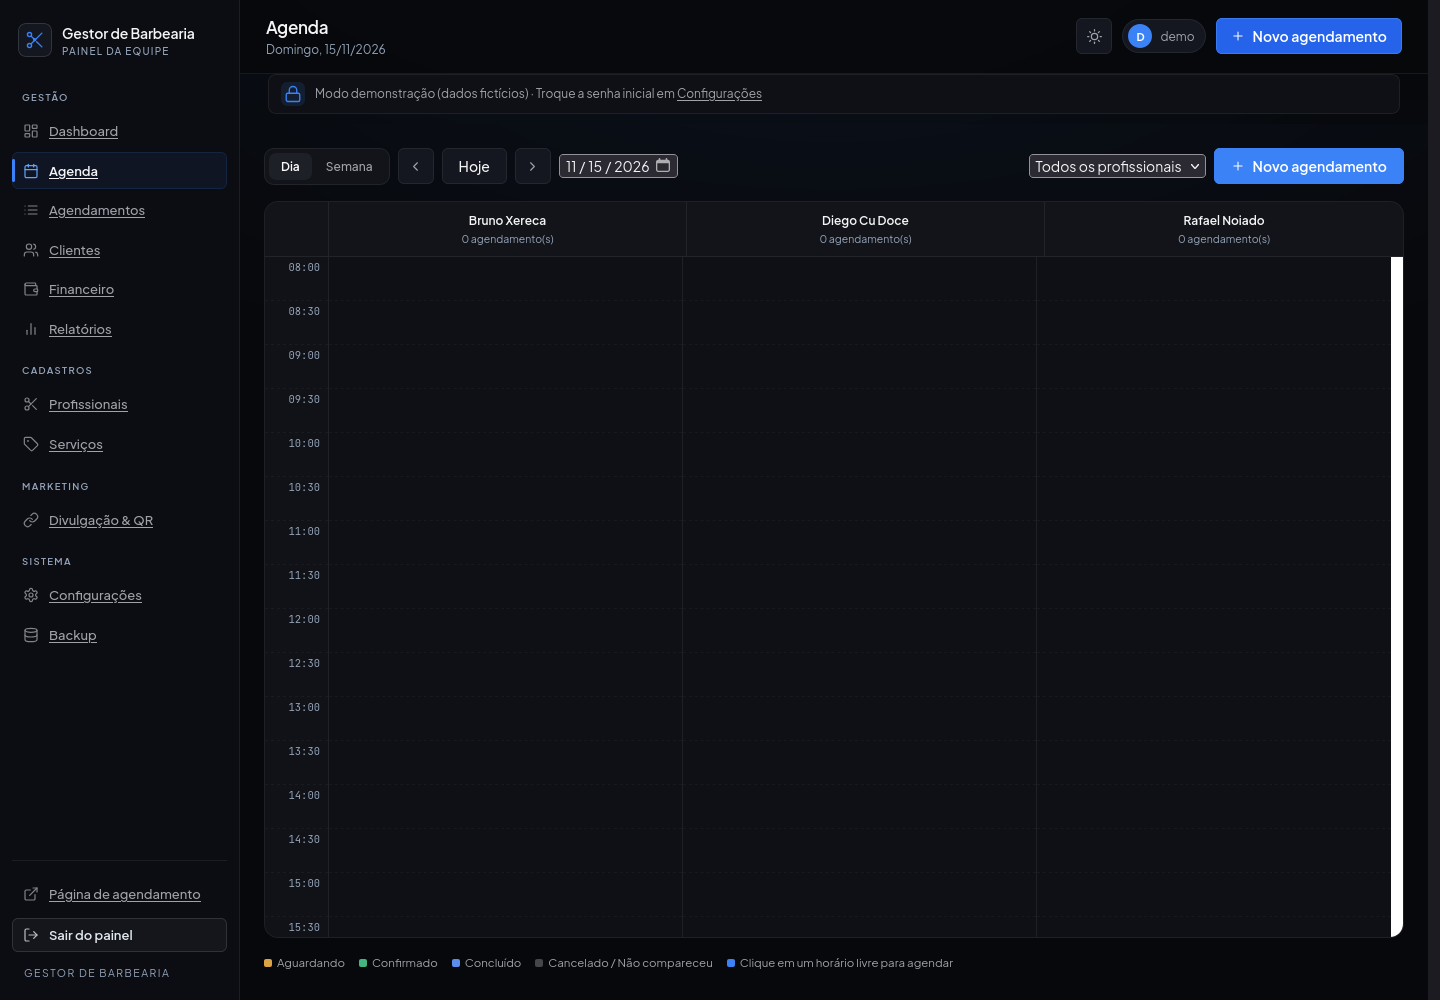 Gestor de Barbearia
PAINEL DA EQUIPE
GESTÃO
Dashboard
Agenda
Agendamentos
Clientes
Financeiro
Relatórios
CADASTROS
Profissionais
Serviços
MARKETING
Divulgação & QR
SISTEMA
Configurações
Backup
Página de agendamento
Sair do painel
GESTOR DE BARBEARIA
Agenda
Domingo, 15/11/2026
D demo
Novo agendamento
Modo demonstração (dados fictícios) · Troque a senha inicial em Configurações
Dia Semana Hoje 11 / 15 / 2026 Todos os profissionais Novo agendamento
Bruno Xereca Diego Cu Doce Rafael Noiado
0 agendamento(s) 0 agendamento(s) 0 agendamento(s)
08:00
08:30
09:00
09:30
10:00
10:30
11:00
11:30
12:00
12:30
13:00
13:30
14:00
14:30
15:00
15:30
Aguardando Confirmado Concluído Cancelado / Não compareceu Clique em um horário livre para agendar